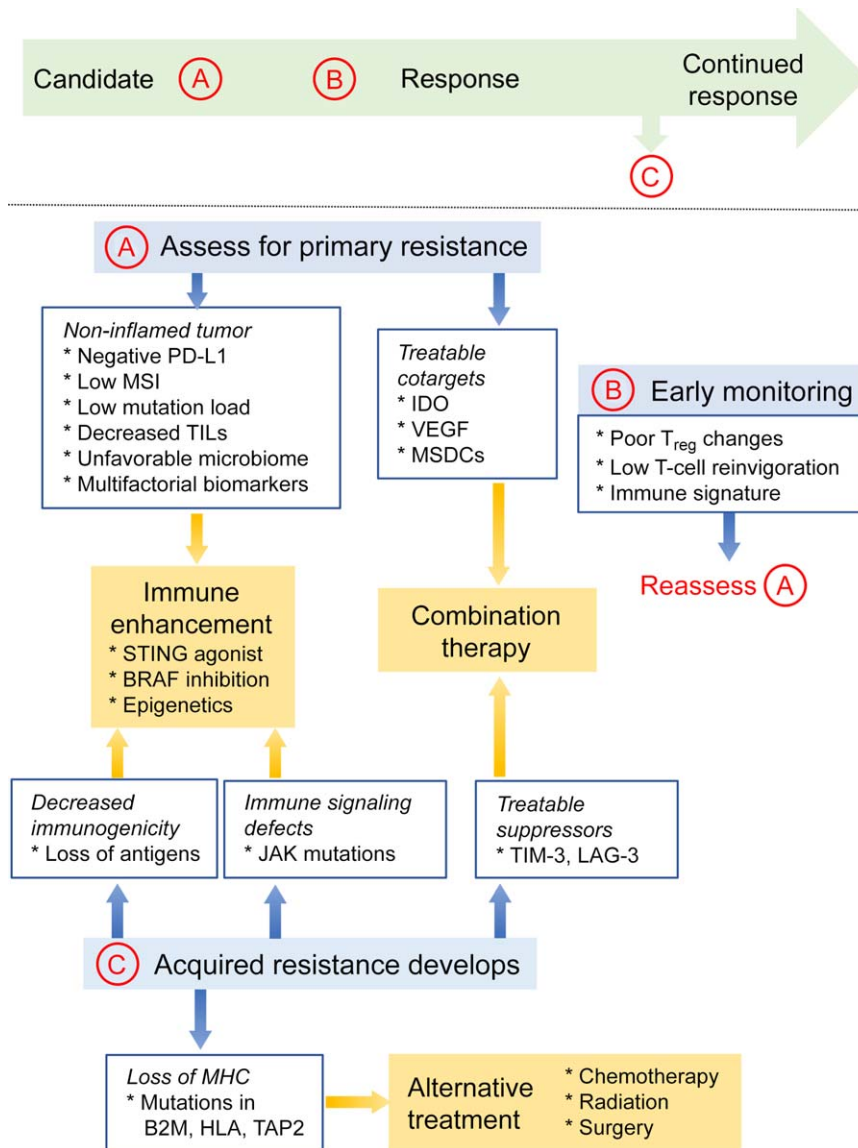 Candidate A B Response Continued
response
C
A Assess for primary resistance
Non-inflamed tumor
* Negative PD-L1
* Low MSI
* Low mutation load
* Decreased TILs
* Unfavorable microbiome
* Multifactorial biomarkers
Treatable
cotargets
* IDO
* VEGF
* MSDCs
B Early monitoring
* Poor Treg changes
* Low T-cell reinvigoration
* Immune signature
Reassess A
Immune
enhancement
* STING agonist
* BRAF inhibition
* Epigenetics
Combination
therapy
Decreased
immunogenicity
* Loss of antigens
Immune signaling
defects
* JAK mutations
Treatable
suppressors
* TIM-3, LAG-3
C Acquired resistance develops
Loss of MHC
* Mutations in
B2M, HLA, TAP2
Alternative
treatment
* Chemotherapy
* Radiation
* Surgery